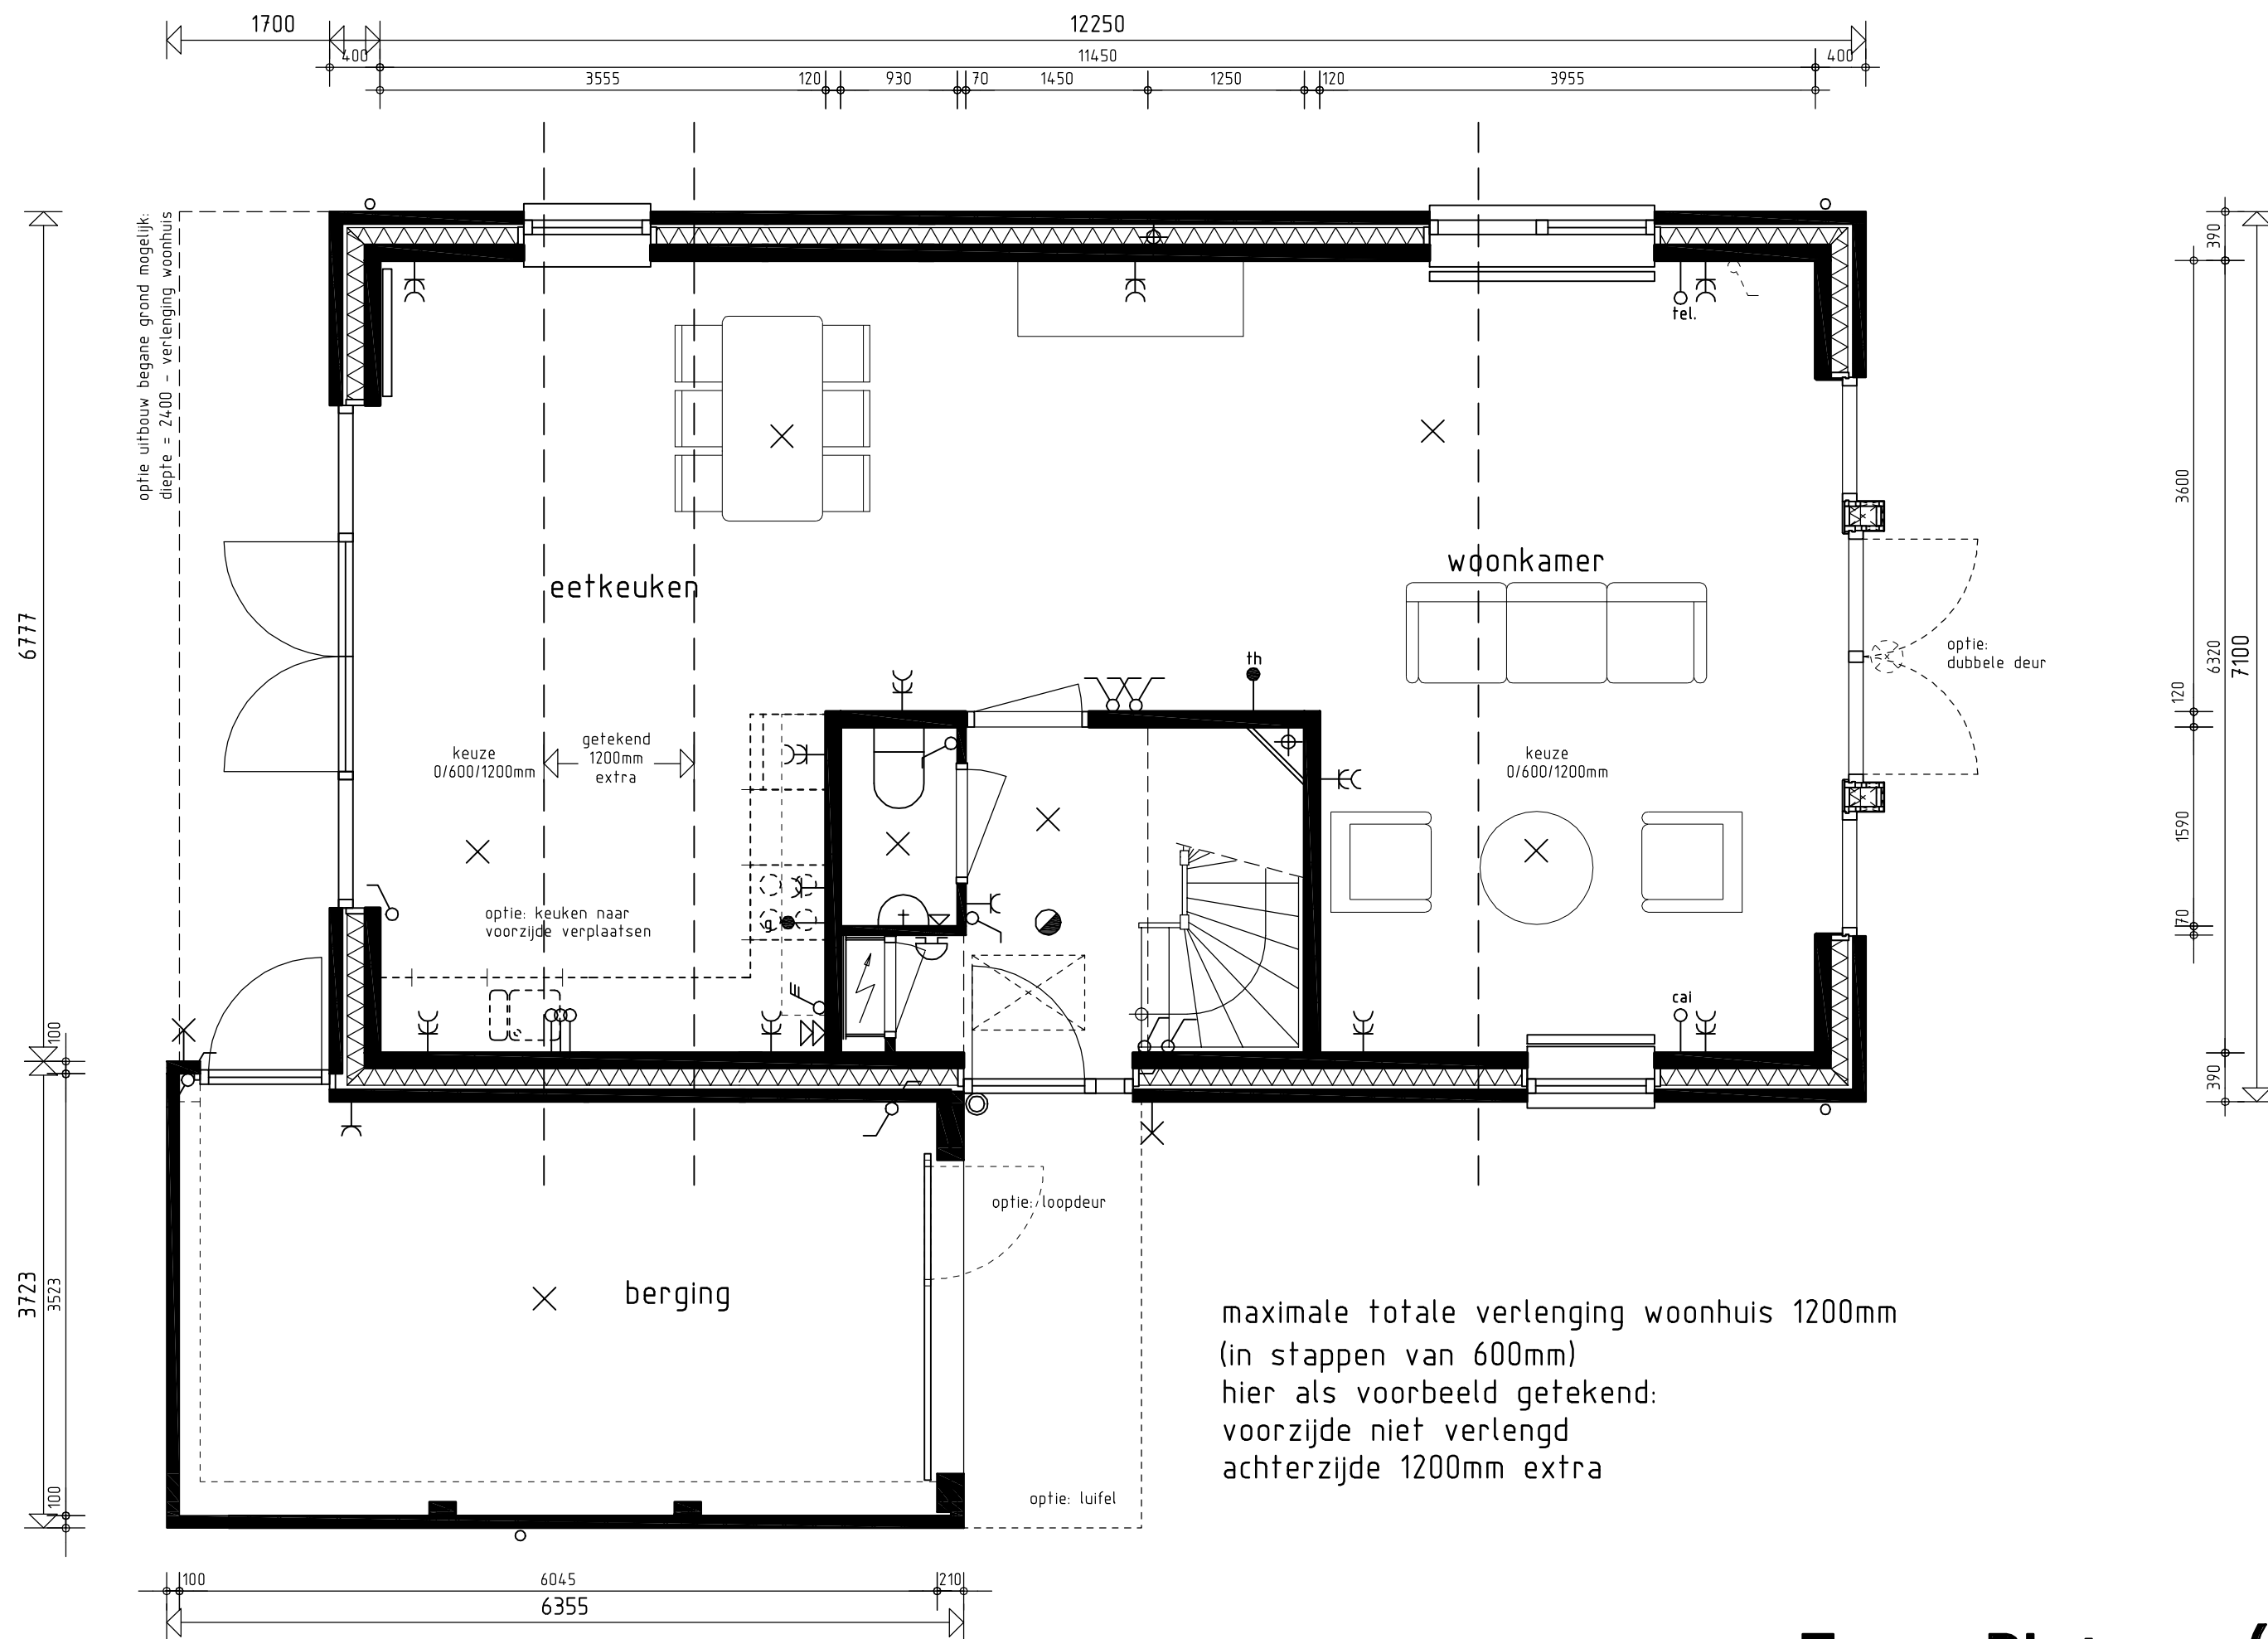 1700
12250
400
11450
400
3555
120
930
70
1450
1250
120
3955
optie uitbouw begane grond mogelijk:
diepte = 2400 - verlenging woonhuis
6777
100
3723
3523
100
390
3600
6320
7100
120
1590
70
390
tel.
woonkamer
eetkeuken
th
optie:
dubbele deur
keuze
0/600/1200mm
getekend
1200mm
extra
keuze
0/600/1200mm
optie: keuken naar
voorzijde verplaatsen
g
cai
optie: loopdeur
berging
maximale totale verlenging woonhuis 1200mm
(in stappen van 600mm)
hier als voorbeeld getekend:
voorzijde niet verlengd
achterzijde 1200mm extra
optie: luifel
100
6045
210
6355